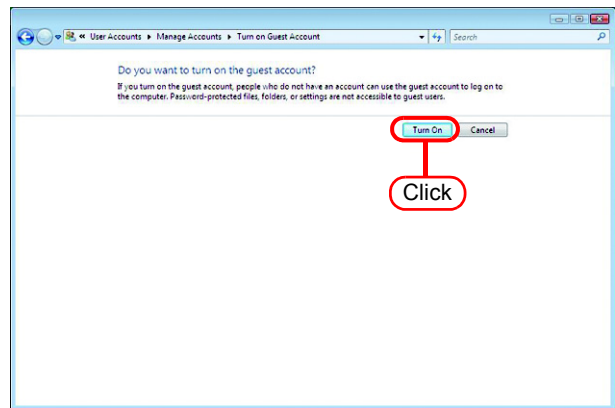 « User Accounts ▸ Manage Accounts ▸ Turn on Guest Account
Search
Do you want to turn on the guest account?
If you turn on the guest account, people who do not have an account can use the guest account to log on to
the computer. Password-protected files, folders, or settings are not accessible to guest users.
Turn On Cancel
Click